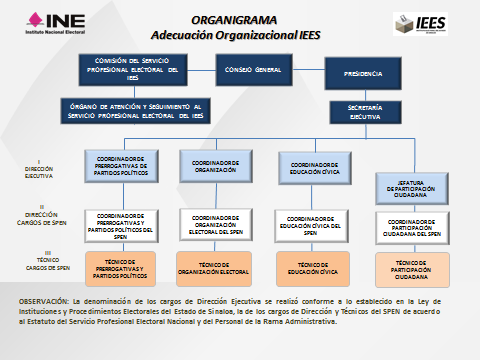 INE
Instituto Nacional Electoral
ORGANIGRAMA
Adecuación Organizacional IEES
IEES
COMISIÓN DEL SERVICIO
PROFESIONAL ELECTORAL DEL
IEES
CONSEJO GENERAL
PRESIDENCIA
ÓRGANO DE ATENCIÓN Y SEGUIMIENTO AL
SERVICIO PROFESIONAL ELECTORAL DEL IEES
SECRETARÍA
EJECUTIVA
I
DIRECCIÓN
EJECUTIVA
COORDINADOR DE
PRERROGATIVAS DE
PARTIDOS POLÍTICOS
COORDINADOR DE
ORGANIZACIÓN
COORDINADOR DE
EDUCACIÓN CÍVICA
JEFATURA
DE PARTICIPACIÓN
CIUDADANA
II
DIRECCIÓN
CARGOS DE SPEN
COORDINADOR DE
PRERROGATIVAS Y
PARTIDOS POLÍTICOS DEL
SPEN
COORDINADOR DE
ORGANIZACIÓN
ELECTORAL DEL SPEN
COORDINADOR DE
EDUCACIÓN CÍVICA DEL
SPEN
COORDINADOR DE
PARTICIPACIÓN
CIUDADANA DEL SPEN
III
TÉCNICO
CARGOS DE SPEN
TÉCNICO DE
PRERROGATIVAS Y
PARTIDOS POLÍTICOS
TÉCNICO DE
ORGANIZACIÓN ELECTORAL
TÉCNICO DE
EDUCACIÓN CÍVICA
TÉCNICO DE
PARTICIPACIÓN
CIUDADANA
OBSERVACIÓN: La denominación de los cargos de Dirección Ejecutiva se realizó conforme a lo establecido en la Ley de
Instituciones y Procedimientos Electorales del Estado de Sinaloa, la de los cargos de Dirección y Técnicos del SPEN de acuerdo
al Estatuto del Servicio Profesional Electoral Nacional y del Personal de la Rama Administrativa.